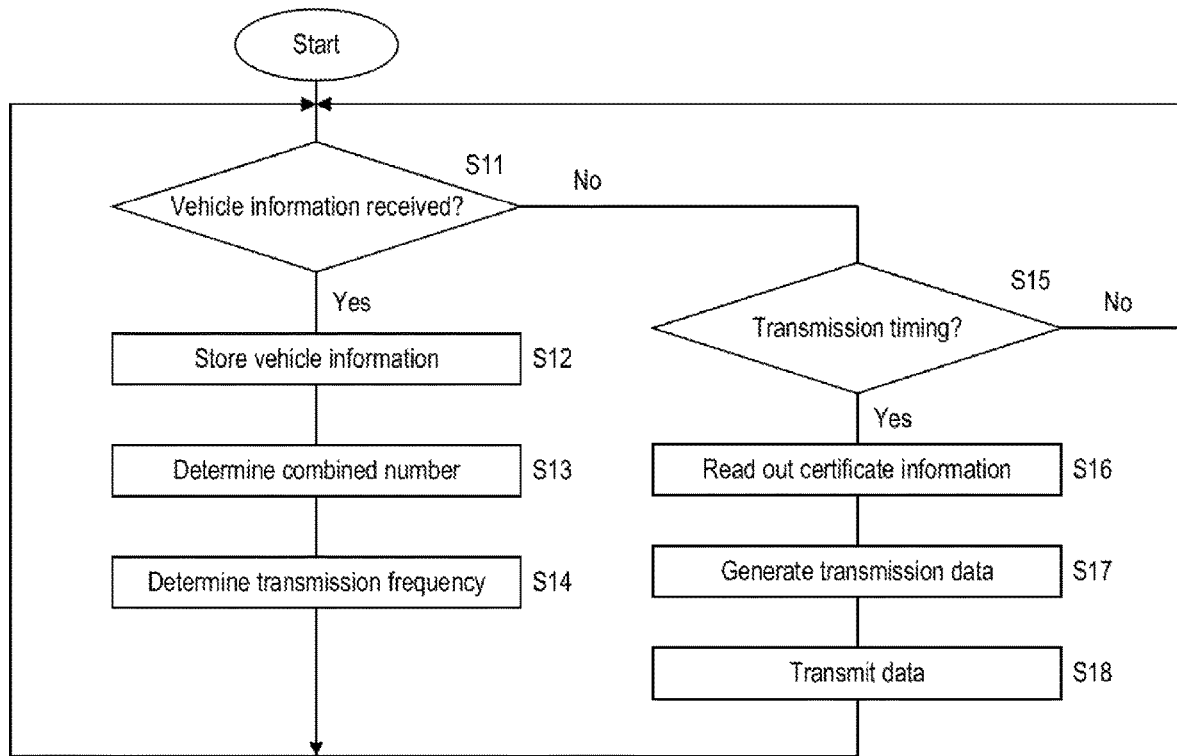 Start
S11
Vehicle information received?
No
Yes
S15
Transmission timing?
No
Yes
Store vehicle information
S12
Determine combined number
S13
Determine transmission frequency
S14
Read out certificate information
S16
Generate transmission data
S17
Transmit data
S18